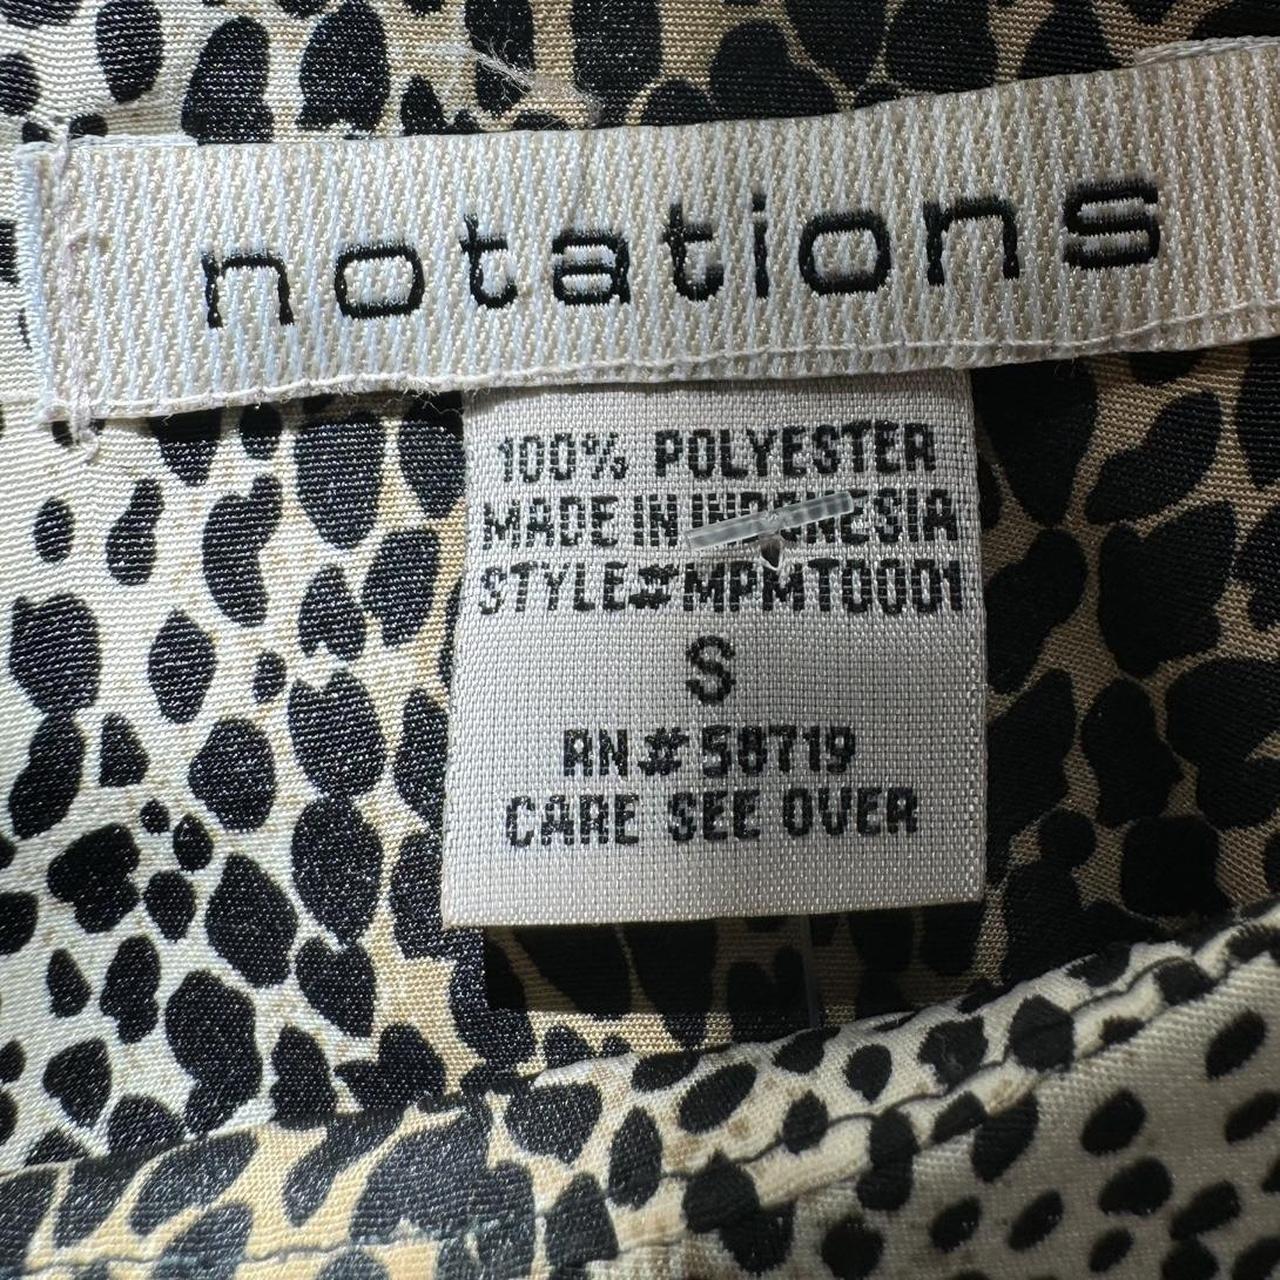 notations
100% POLYESTER
MADE IN INDONESIA
STYLE#MPMT0001
S
RN#58719
CARE SEE OVER